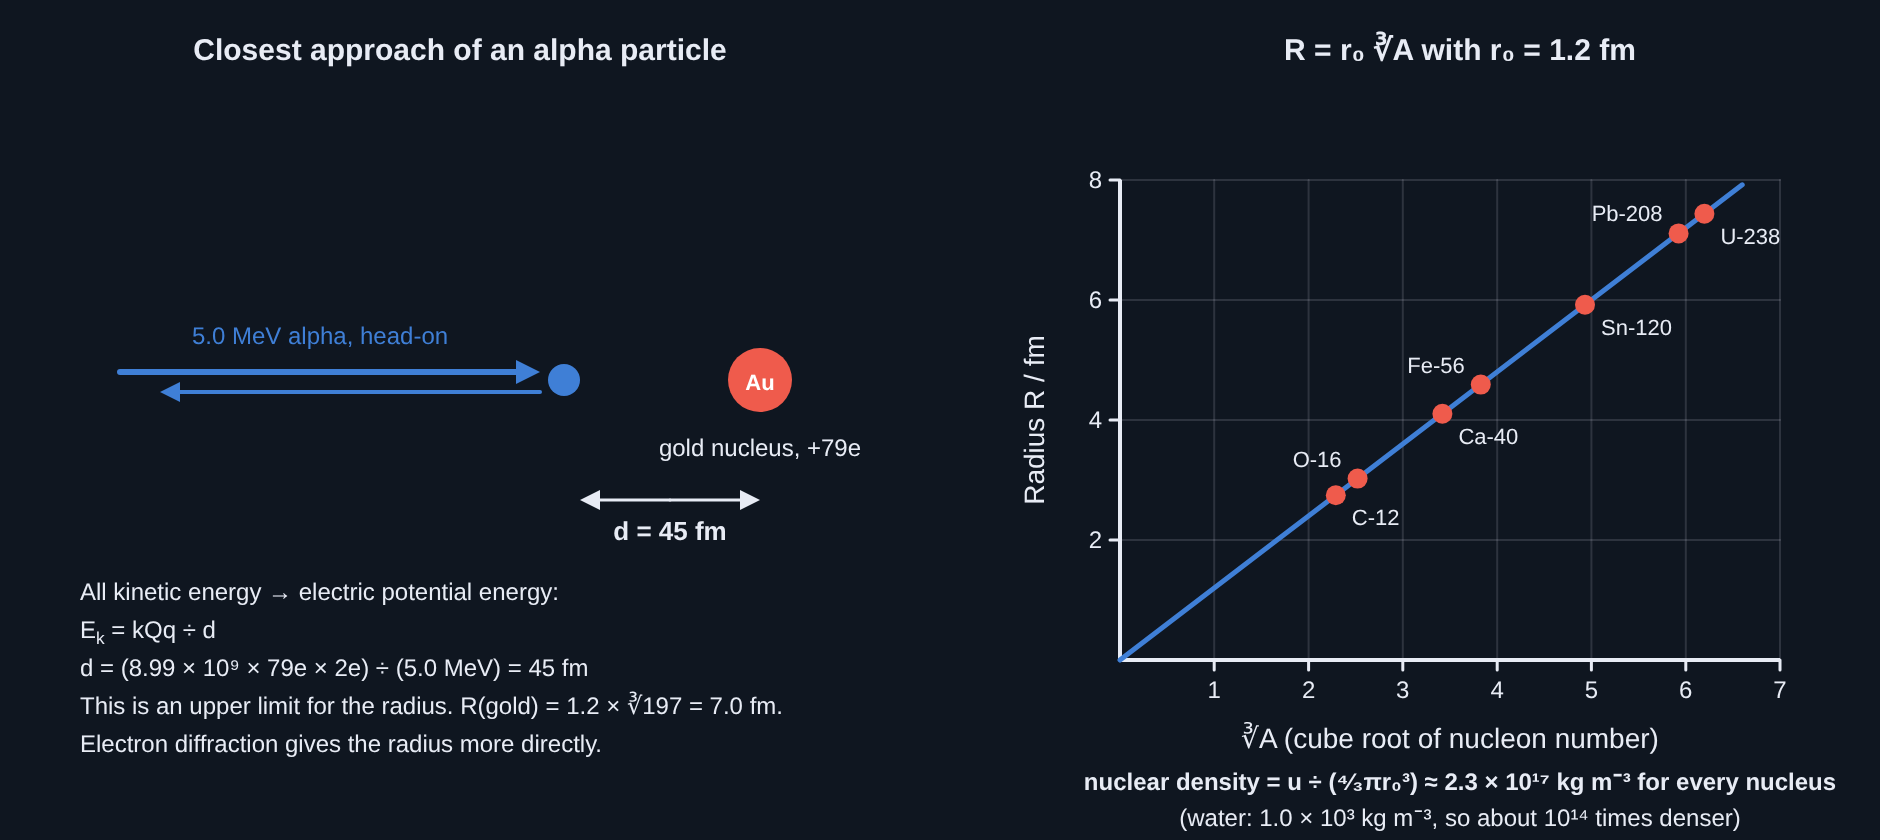 Closest approach of an alpha particle
5.0 MeV alpha, head-on
Au
gold nucleus, +79e
d = 45 fm
All kinetic energy → electric potential energy:
Eₖ = kQq ÷ d
d = (8.99 × 10⁹ × 79e × 2e) ÷ (5.0 MeV) = 45 fm
This is an upper limit for the radius. R(gold) = 1.2 × ∛197 = 7.0 fm.
Electron diffraction gives the radius more directly.
R = r₀ ∛A with r₀ = 1.2 fm
Radius R / fm
8
6
4
2
Pb-208
U-238
Sn-120
Fe-56
Ca-40
O-16
C-12
1 2 3 4 5 6 7
∛A (cube root of nucleon number)
nuclear density = u ÷ (⁴⁄₃πr₀³) ≈ 2.3 × 10¹⁷ kg m⁻³ for every nucleus
(water: 1.0 × 10³ kg m⁻³, so about 10¹⁴ times denser)